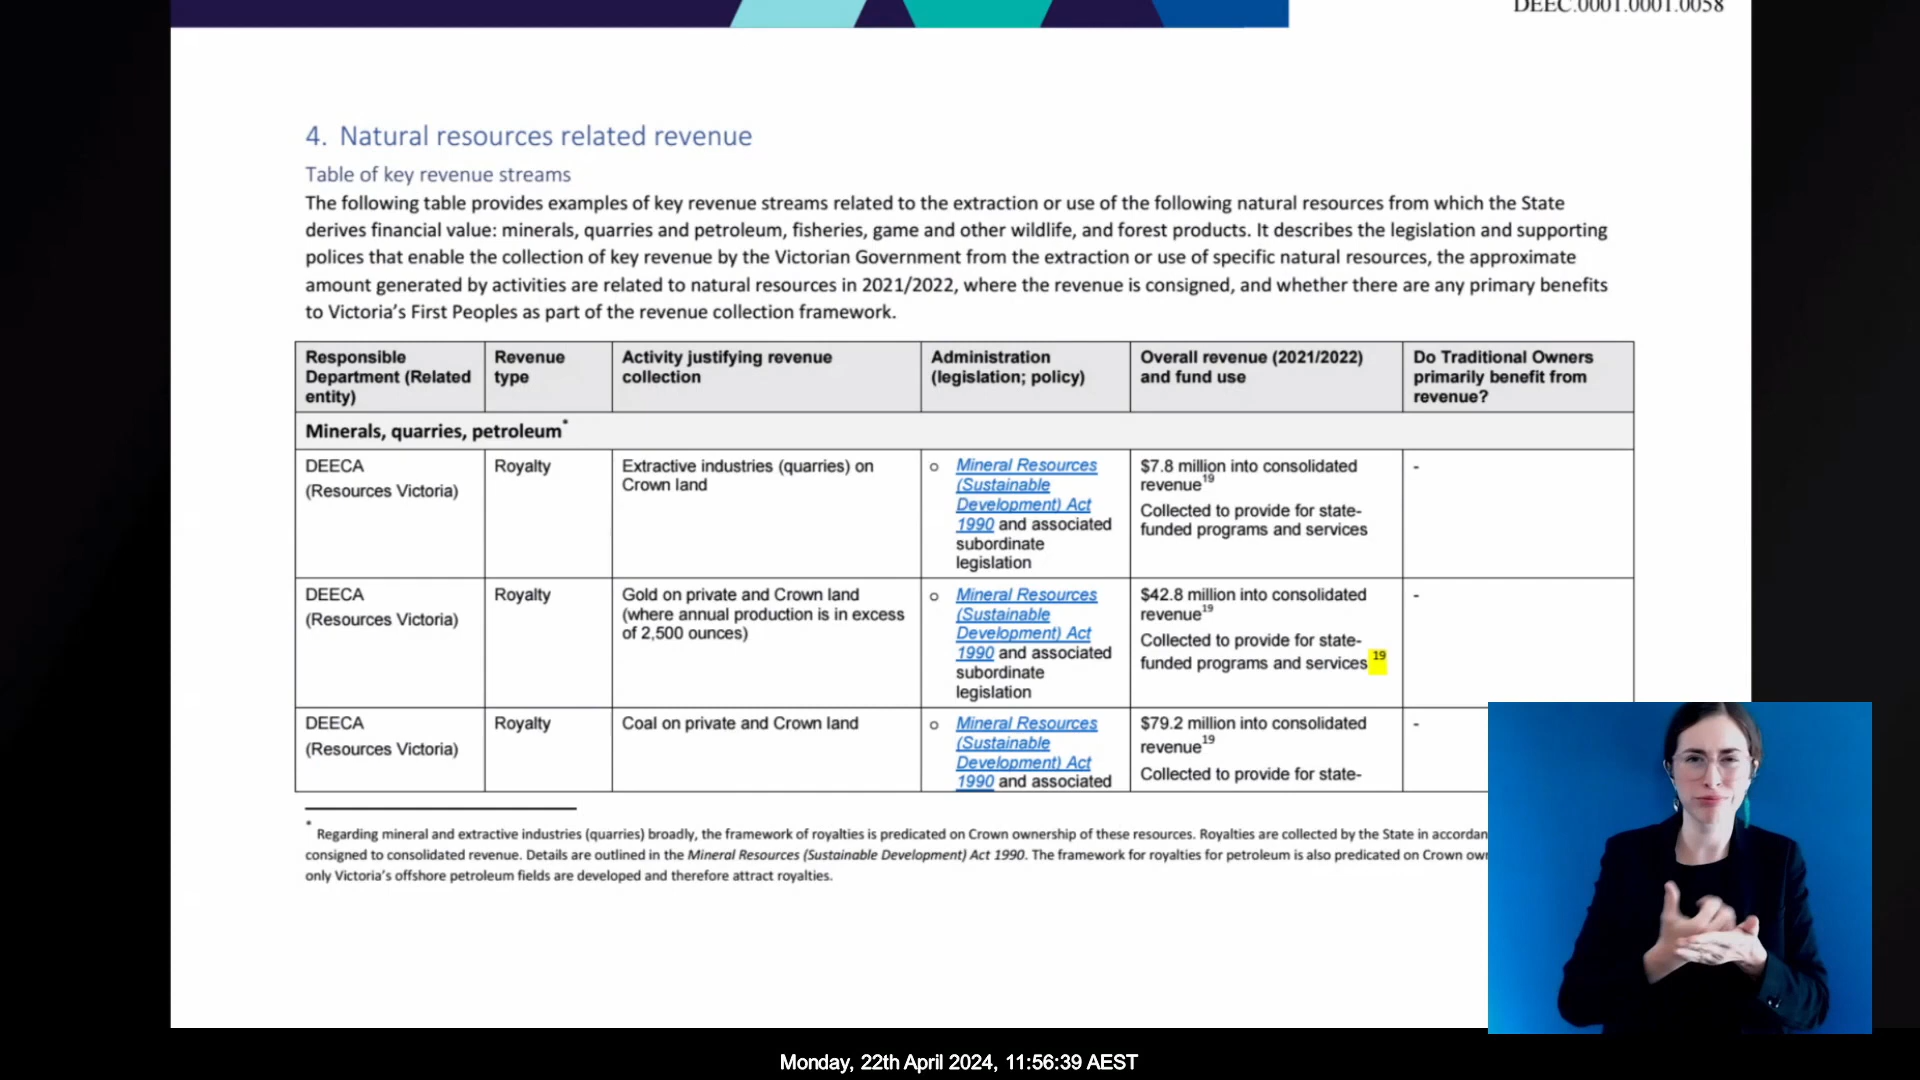 DEEC.0001.0001.0058
4. Natural resources related revenue
Table of key revenue streams
The following table provides examples of key revenue streams related to the extraction or use of the following natural resources from which the State
derives financial value: minerals, quarries and petroleum, fisheries, game and other wildlife, and forest products. It describes the legislation and supporting
polices that enable the collection of key revenue by the Victorian Government from the extraction or use of specific natural resources, the approximate
amount generated by activities are related to natural resources in 2021/2022, where the revenue is consigned, and whether there are any primary benefits
to Victoria's First Peoples as part of the revenue collection framework.
Responsible
Department (Related
entity)
Revenue
type
Activity justifying revenue
collection
Administration
(legislation; policy)
Overall revenue (2021/2022)
and fund use
Do Traditional Owners
primarily benefit from
revenue?
Minerals, quarries, petroleum*
DEECA
(Resources Victoria)
Royalty
Extractive industries (quarries) on
Crown land
o Mineral Resources
(Sustainable
Development) Act
1990 and associated
subordinate
legislation
$7.8 million into consolidated
revenue19
Collected to provide for state-
funded programs and services
-
DEECA
(Resources Victoria)
Royalty
Gold on private and Crown land
(where annual production is in excess
of 2,500 ounces)
o Mineral Resources
(Sustainable
Development) Act
1990 and associated
subordinate
legislation
$42.8 million into consolidated
revenue19
Collected to provide for state-
funded programs and services 19
-
DEECA
(Resources Victoria)
Royalty
Coal on private and Crown land
o Mineral Resources
(Sustainable
Development) Act
1990 and associated
$79.2 million into consolidated
revenue19
Collected to provide for state-
-
* Regarding mineral and extractive industries (quarries) broadly, the framework of royalties is predicated on Crown ownership of these resources. Royalties are collected by the State in accordan
consigned to consolidated revenue. Details are outlined in the Mineral Resources (Sustainable Development) Act 1990. The framework for royalties for petroleum is also predicated on Crown own
only Victoria's offshore petroleum fields are developed and therefore attract royalties.
Monday, 22th April 2024, 11:56:39 AEST